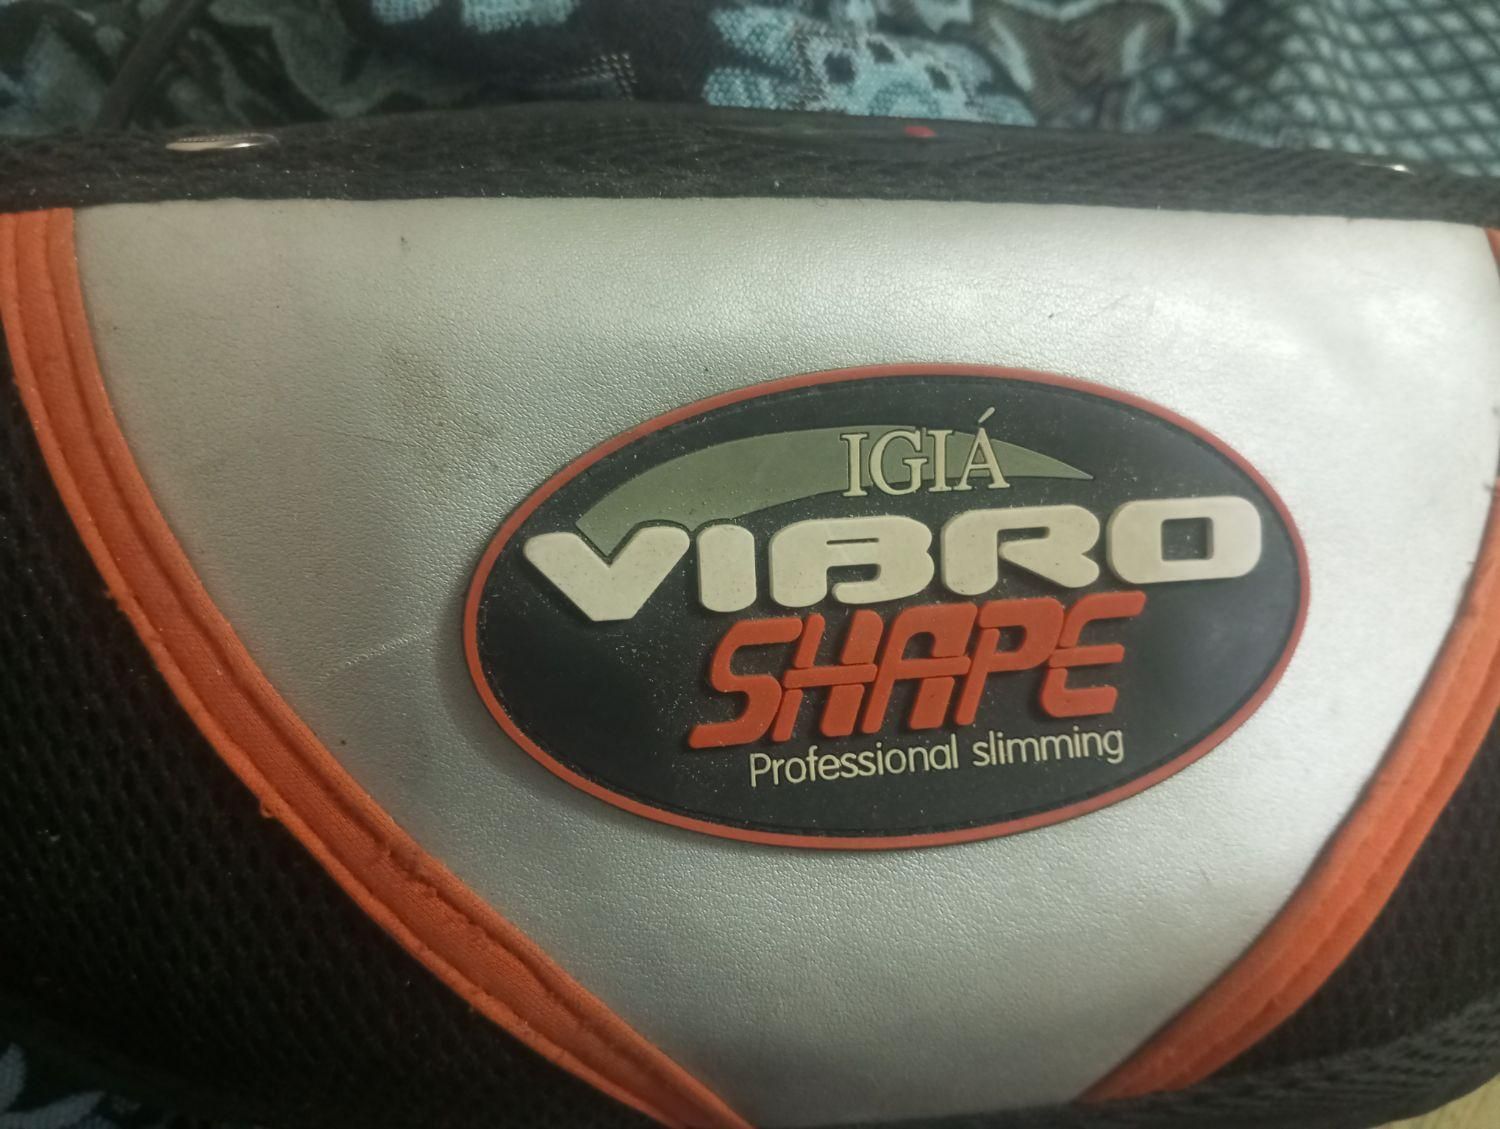 IGIÁ
VIBRO
SHAPE
Professional slimming